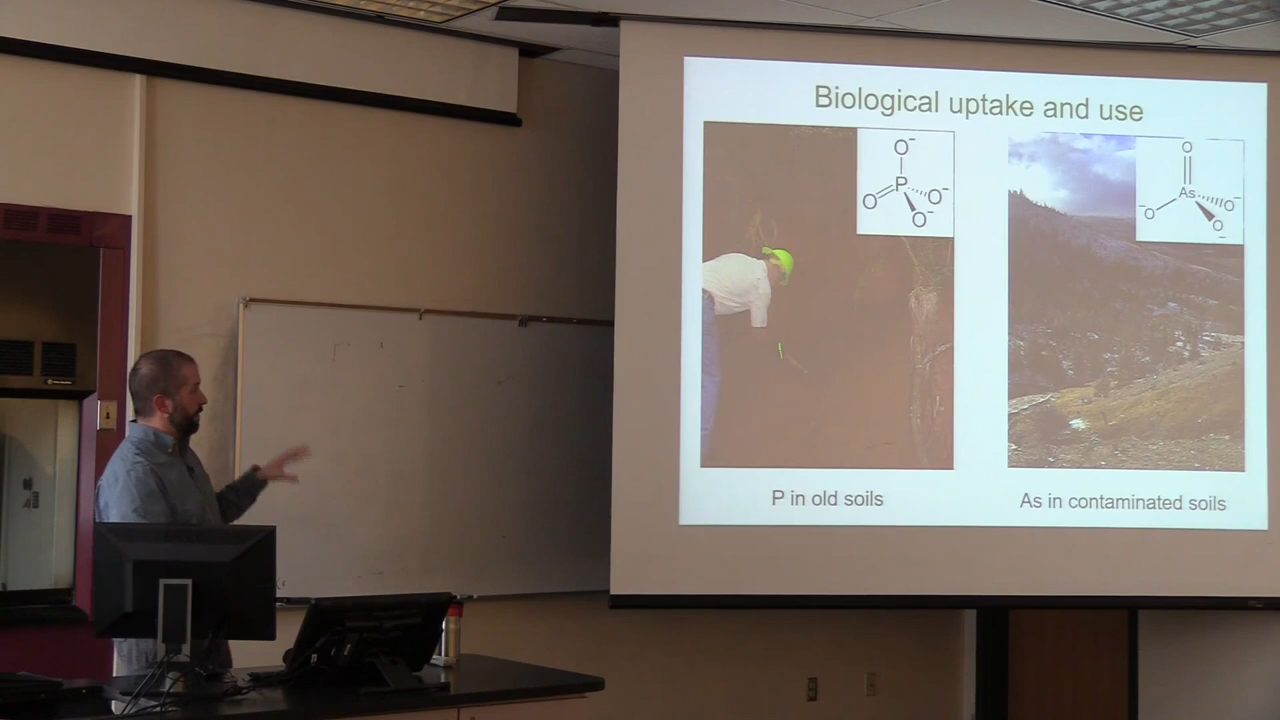 Biological uptake and use
O⁻
P
O
O⁻
O⁻
O
As
⁻O
O⁻
O
⁻
P in old soils
As in contaminated soils